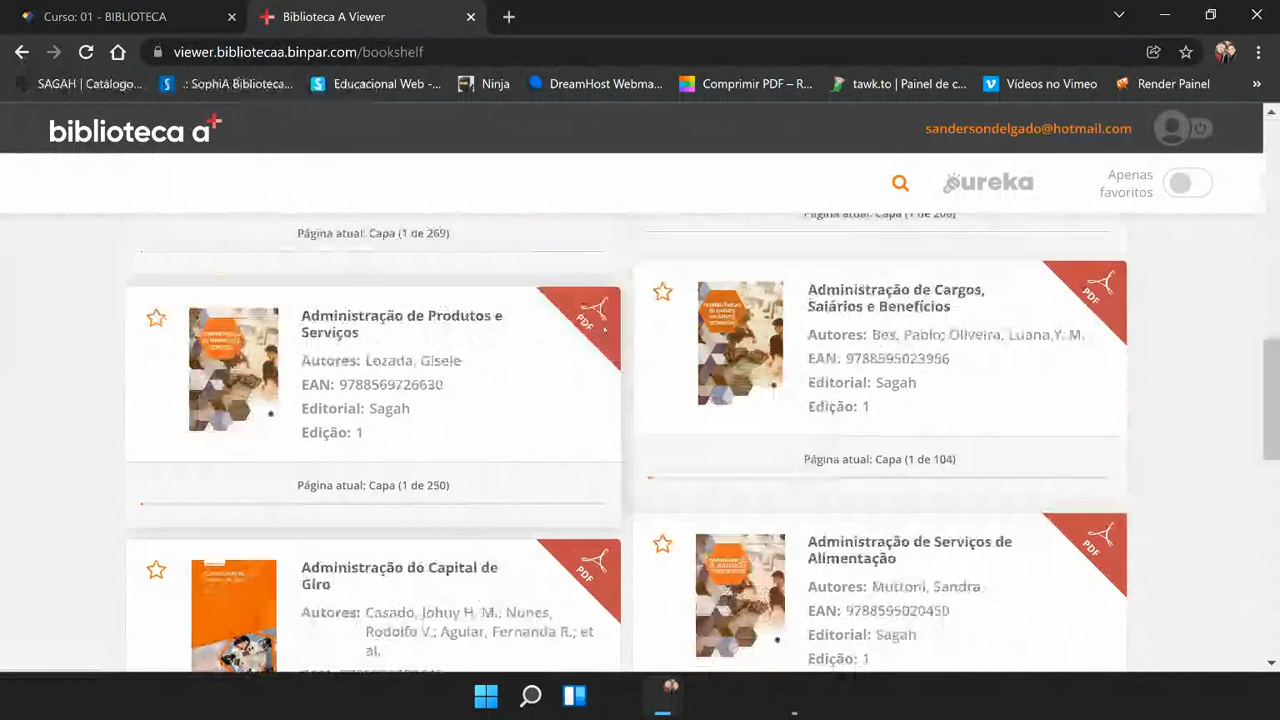 Curso: 01 - BIBLIOTECA
Biblioteca A Viewer
viewer.bibliotecaa.binpar.com/bookshelf
SAGAH | Catálogo...
.: SophiA Biblioteca...
Educacional Web -...
Ninja
DreamHost Webma...
Comprimir PDF – R...
tawk.to | Painel de c...
Vídeos no Vimeo
Render Panel
»
biblioteca a+
sandersondelgado@hotmail.com
eureka
Apenas
favoritos
Página atual: Capa (1 de 269)
Administração de Produtos e
Serviços
Autores: Lozada, Gisele
EAN: 9788569726630
Editorial: Sagah
Edição: 1
PDF
Página atual: Capa (1 de 250)
Administração de Cargos,
Salários e Benefícios
Autores: Bes, Pablo; Oliveira, Luana Y. M.
EAN: 9788595023956
Editorial: Sagah
Edição: 1
PDF
Página atual: Capa (1 de 104)
Administração do Capital de
Giro
Autores: Casado, Johuy H. M.; Nunes,
Rodolfo V.; Aguiar, Fernanda R.; et
al.
PDF
Administração de Serviços de
Alimentação
Autores: Muttoni, Sandra
EAN: 9788595020450
Editorial: Sagah
Edição: 1
PDF